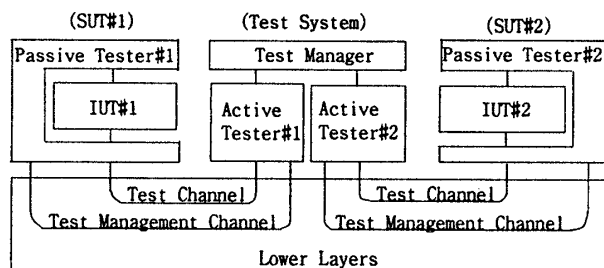 (SUT#1) (Test System) (SUT#2)
Passive Tester#1 Test Manager Passive Tester#2
IUT#1 Active Tester#1 Active Tester#2 IUT#2
Test Channel Test Channel
Test Management Channel Test Management Channel
Lower Layers